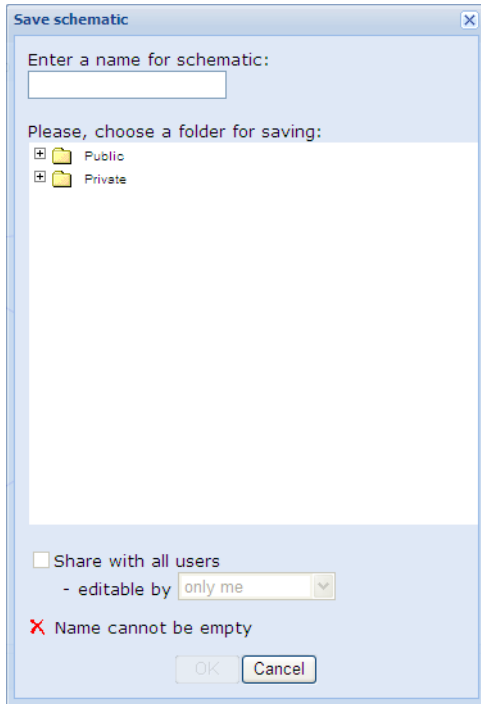 Save schematic
Enter a name for schematic:
Please, choose a folder for saving:
Public
Private
Share with all users
- editable by only me
Name cannot be empty
OK Cancel